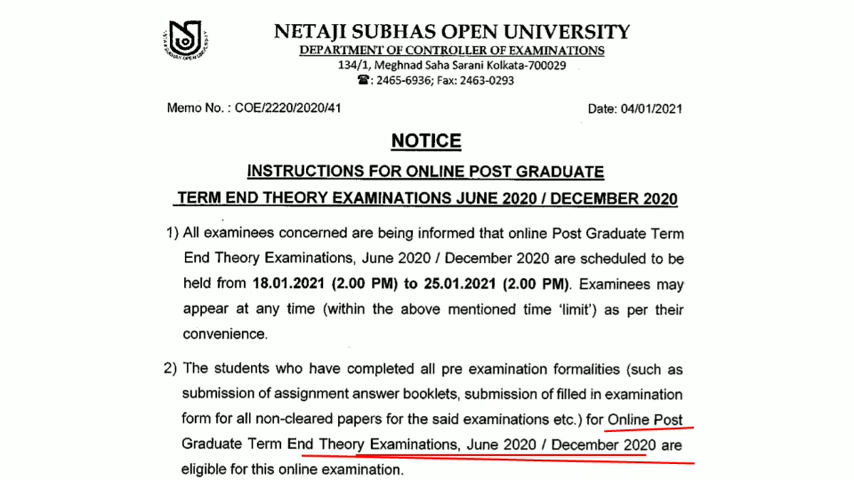 NETAJI SUBHAS OPEN UNIVERSITY
DEPARTMENT OF CONTROLLER OF EXAMINATIONS
134/1, Meghnad Saha Sarani Kolkata-700029
☎: 2465-6936; Fax: 2463-0293
Memo No. : COE/2220/2020/41 Date: 04/01/2021
NOTICE
INSTRUCTIONS FOR ONLINE POST GRADUATE
TERM END THEORY EXAMINATIONS JUNE 2020 / DECEMBER 2020
1) All examinees concerned are being informed that online Post Graduate Term
End Theory Examinations, June 2020 / December 2020 are scheduled to be
held from 18.01.2021 (2.00 PM) to 25.01.2021 (2.00 PM). Examinees may
appear at any time (within the above mentioned time 'limit') as per their
convenience.
2) The students who have completed all pre examination formalities (such as
submission of assignment answer booklets, submission of filled in examination
form for all non-cleared papers for the said examinations etc.) for Online Post
Graduate Term End Theory Examinations, June 2020 / December 2020 are
eligible for this online examination.